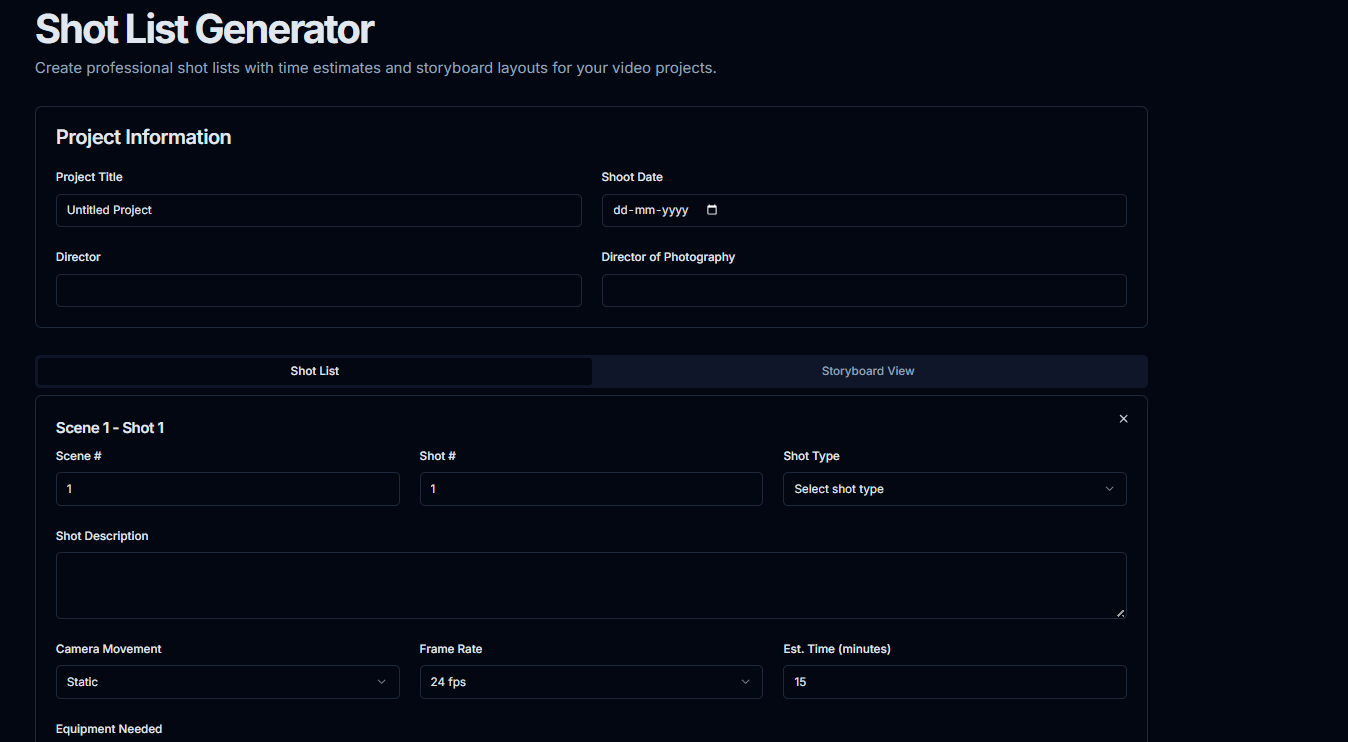 Shot List Generator
Create professional shot lists with time estimates and storyboard layouts for your video projects.
Project Information
Project Title
Shoot Date
Untitled Project
dd-mm-yyyy
Director
Director of Photography
Shot List
Storyboard View
Scene 1 - Shot 1
Scene #
Shot #
Shot Type
1
1
Select shot type
Shot Description
Camera Movement
Frame Rate
Est. Time (minutes)
Static
24 fps
15
Equipment Needed